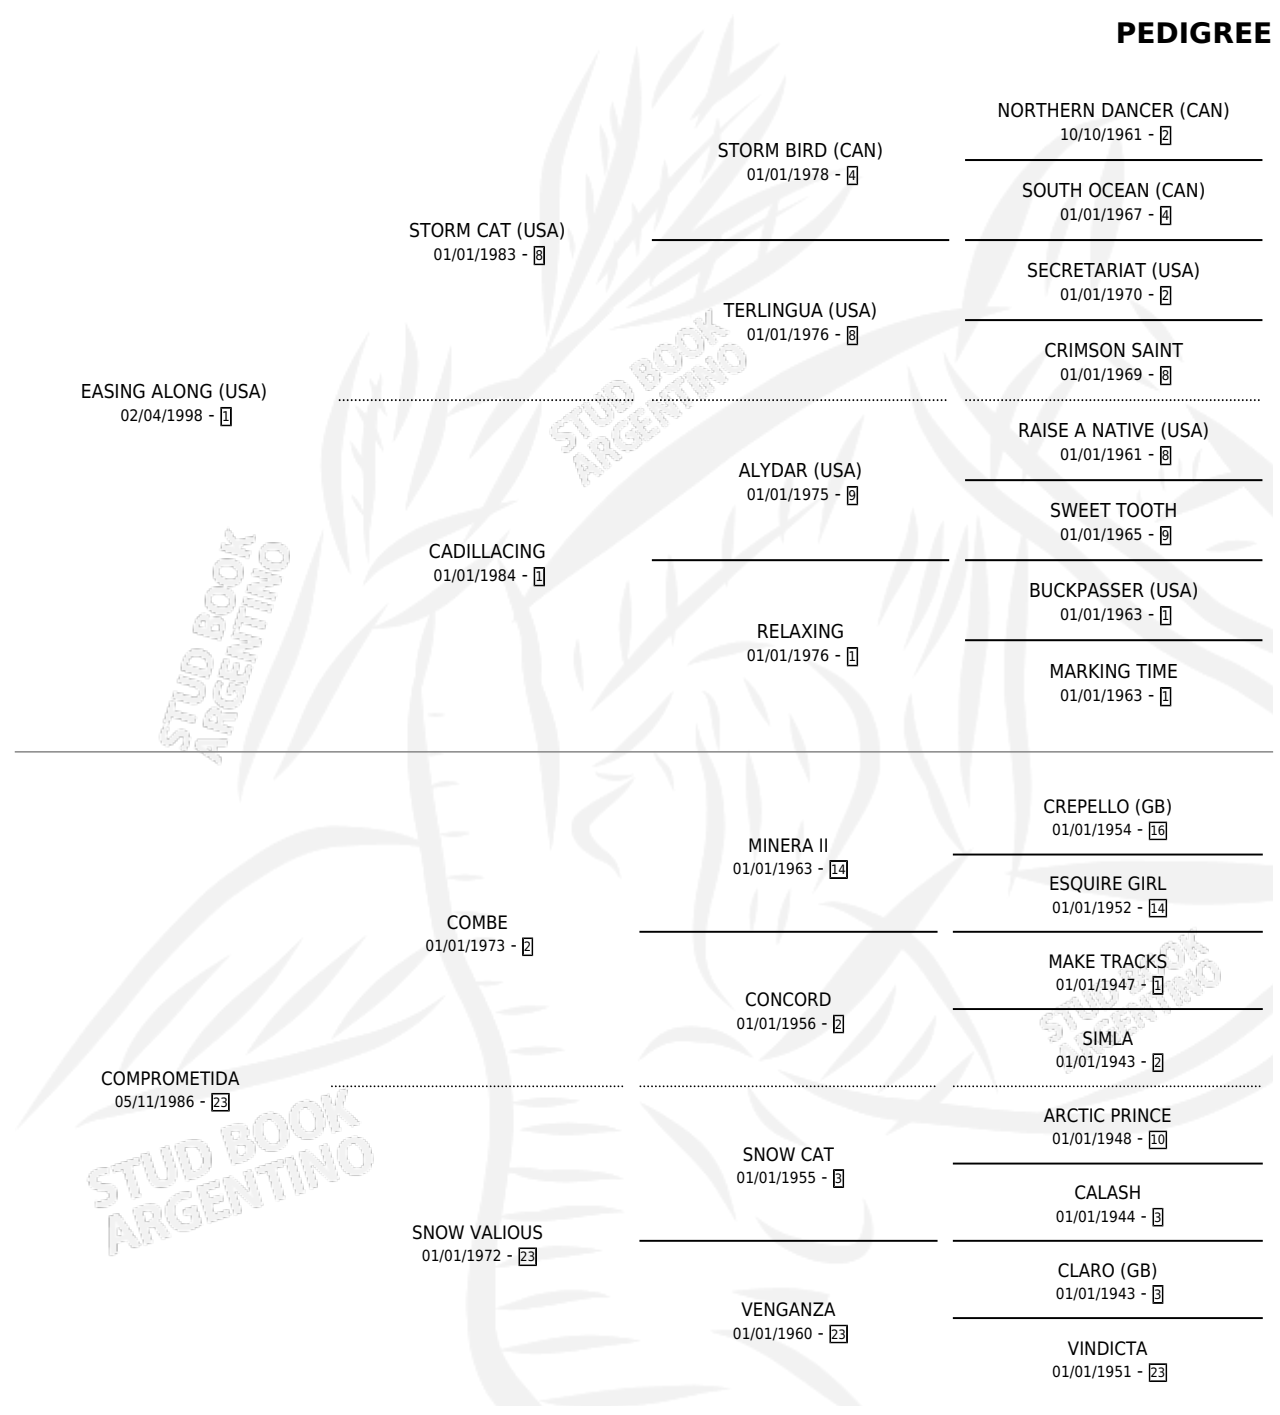 PEDIGREE
NORTHERN DANCER (CAN)
10/10/1961 - 2
STORM BIRD (CAN)
01/01/1978 - 4
SOUTH OCEAN (CAN)
01/01/1967 - 4
STORM CAT (USA)
01/01/1983 - 8
SECRETARIAT (USA)
01/01/1970 - 2
TERLINGUA (USA)
01/01/1976 - 8
CRIMSON SAINT
01/01/1969 - 8
EASING ALONG (USA)
02/04/1998 - 1
RAISE A NATIVE (USA)
01/01/1961 - 8
ALYDAR (USA)
01/01/1975 - 9
SWEET TOOTH
01/01/1965 - 9
CADILLACING
01/01/1984 - 1
BUCKPASSER (USA)
01/01/1963 - 1
RELAXING
01/01/1976 - 1
MARKING TIME
01/01/1963 - 1
CREPELLO (GB)
01/01/1954 - 16
MINERA II
01/01/1963 - 14
ESQUIRE GIRL
01/01/1952 - 14
COMBE
01/01/1973 - 2
MAKE TRACKS
01/01/1947 - 1
CONCORD
01/01/1956 - 2
SIMLA
01/01/1943 - 2
COMPROMETIDA
05/11/1986 - 23
ARCTIC PRINCE
01/01/1948 - 10
SNOW CAT
01/01/1955 - 3
CALASH
01/01/1944 - 3
SNOW VALIOUS
01/01/1972 - 23
CLARO (GB)
01/01/1943 - 3
VENGANZA
01/01/1960 - 23
VINDICTA
01/01/1951 - 23
STUD BOOK
ARGENTINO
STUD BOOK
ARGENTINO
STUD BOOK
ARGENTINO
STUD BOOK
ARGENTINO